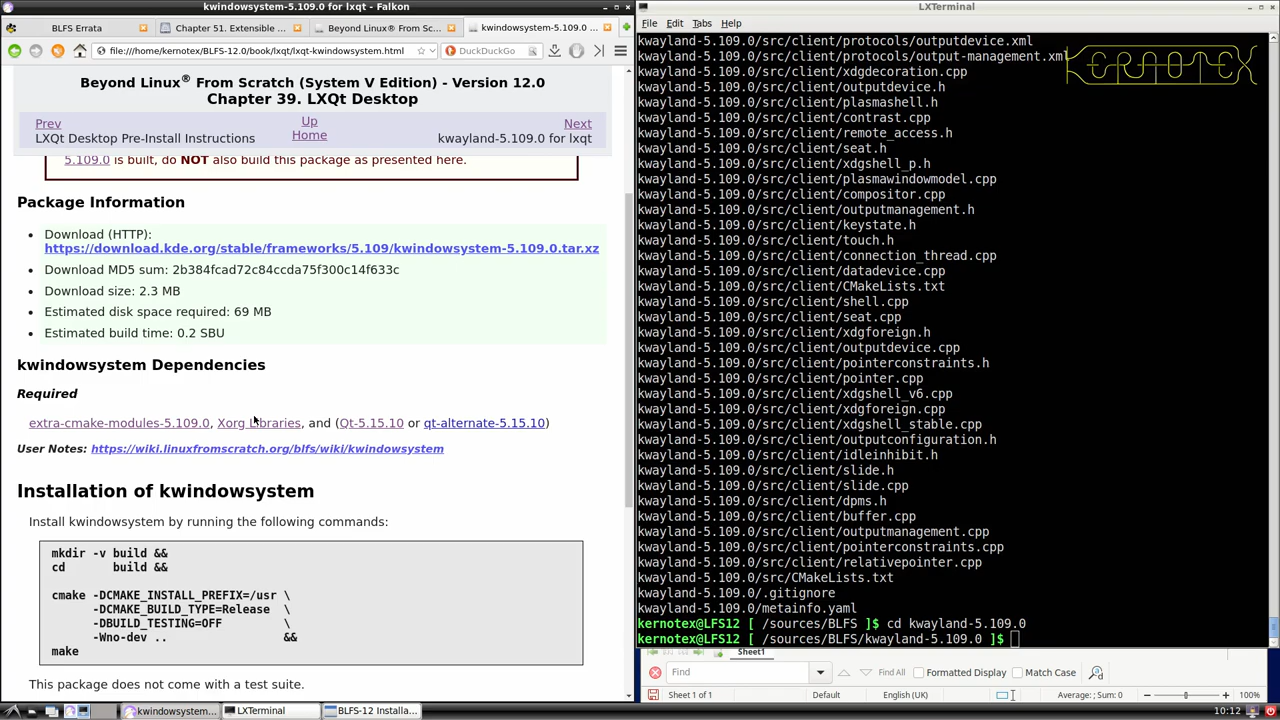 kwindowsystem-5.109.0 for lxqt - Falkon
BLFS Errata
Chapter 51. Extensible ...
Beyond Linux® From Sc...
kwindowsystem-5.109.0 ...
file:///home/kernotex/BLFS-12.0/book/lxqt/lxqt-kwindowsystem.html
DuckDuckGo
Beyond Linux® From Scratch (System V Edition) - Version 12.0
Chapter 39. LXQt Desktop
Prev
Up
Next
LXQt Desktop Pre-Install Instructions
Home
kwayland-5.109.0 for lxqt
5.109.0 is built, do NOT also build this package as presented here.
Package Information
• Download (HTTP):
https://download.kde.org/stable/frameworks/5.109/kwindowsystem-5.109.0.tar.xz
• Download MD5 sum: 2b384fcad72c84ccda75f300c14f633c
• Download size: 2.3 MB
• Estimated disk space required: 69 MB
• Estimated build time: 0.2 SBU
kwindowsystem Dependencies
Required
extra-cmake-modules-5.109.0, Xorg Libraries, and (Qt-5.15.10 or qt-alternate-5.15.10)
User Notes: https://wiki.linuxfromscratch.org/blfs/wiki/kwindowsystem
Installation of kwindowsystem
Install kwindowsystem by running the following commands:
mkdir -v build &&
cd       build &&
cmake -DCMAKE_INSTALL_PREFIX=/usr \
-DCMAKE_BUILD_TYPE=Release  \
-DBUILD_TESTING=OFF         \
-Wno-dev ..                 &&
make
This package does not come with a test suite.
LXTerminal
File Edit Tabs Help
kwayland-5.109.0/src/client/protocols/outputdevice.xml
kwayland-5.109.0/src/client/protocols/output-management.xml
kwayland-5.109.0/src/client/xdgdecoration.cpp
kwayland-5.109.0/src/client/outputdevice.h
kwayland-5.109.0/src/client/plasmashell.h
kwayland-5.109.0/src/client/contrast.cpp
kwayland-5.109.0/src/client/remote_access.h
kwayland-5.109.0/src/client/seat.h
kwayland-5.109.0/src/client/xdgshell_p.h
kwayland-5.109.0/src/client/plasmawindowmodel.cpp
kwayland-5.109.0/src/client/compositor.cpp
kwayland-5.109.0/src/client/outputmanagement.h
kwayland-5.109.0/src/client/keystate.h
kwayland-5.109.0/src/client/touch.h
kwayland-5.109.0/src/client/connection_thread.cpp
kwayland-5.109.0/src/client/datadevice.cpp
kwayland-5.109.0/src/client/CMakeLists.txt
kwayland-5.109.0/src/client/shell.cpp
kwayland-5.109.0/src/client/seat.cpp
kwayland-5.109.0/src/client/xdgforeign.h
kwayland-5.109.0/src/client/outputdevice.cpp
kwayland-5.109.0/src/client/pointerconstraints.h
kwayland-5.109.0/src/client/pointer.cpp
kwayland-5.109.0/src/client/xdgshell_v6.cpp
kwayland-5.109.0/src/client/xdgforeign.cpp
kwayland-5.109.0/src/client/xdgshell_stable.cpp
kwayland-5.109.0/src/client/outputconfiguration.h
kwayland-5.109.0/src/client/idleinhibit.h
kwayland-5.109.0/src/client/slide.h
kwayland-5.109.0/src/client/slide.cpp
kwayland-5.109.0/src/client/dpms.h
kwayland-5.109.0/src/client/buffer.cpp
kwayland-5.109.0/src/client/outputmanagement.cpp
kwayland-5.109.0/src/client/pointerconstraints.cpp
kwayland-5.109.0/src/client/relativepointer.cpp
kwayland-5.109.0/src/CMakeLists.txt
kwayland-5.109.0/.gitignore
kwayland-5.109.0/metainfo.yaml
kernotex@LFS12 [ /sources/BLFS ]$ cd kwayland-5.109.0
kernotex@LFS12 [ /sources/BLFS/kwayland-5.109.0 ]$
KERNOTEX
Sheet1
Find
Find All
Formatted Display
Match Case
Sheet 1 of 1
Default
English (UK)
Average: ; Sum: 0
100%
kwindowsystem...
LXTerminal
BLFS-12 Installa...
10:12